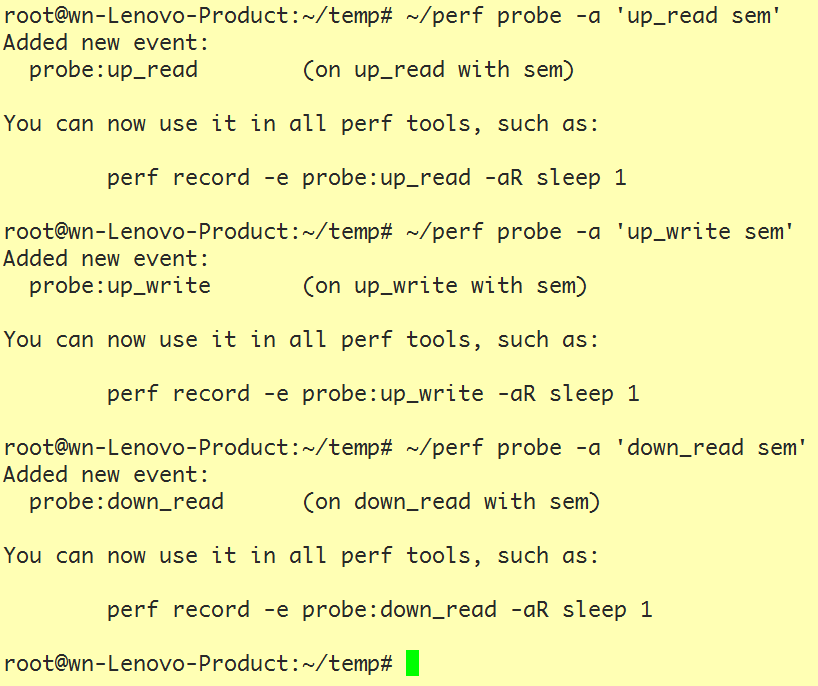 root@wn-Lenovo-Product:~/temp# ~/perf probe -a 'up_read sem'
Added new event:
  probe:up_read        (on up_read with sem)

You can now use it in all perf tools, such as:

        perf record -e probe:up_read -aR sleep 1

root@wn-Lenovo-Product:~/temp# ~/perf probe -a 'up_write sem'
Added new event:
  probe:up_write       (on up_write with sem)

You can now use it in all perf tools, such as:

        perf record -e probe:up_write -aR sleep 1

root@wn-Lenovo-Product:~/temp# ~/perf probe -a 'down_read sem'
Added new event:
  probe:down_read      (on down_read with sem)

You can now use it in all perf tools, such as:

        perf record -e probe:down_read -aR sleep 1

root@wn-Lenovo-Product:~/temp#